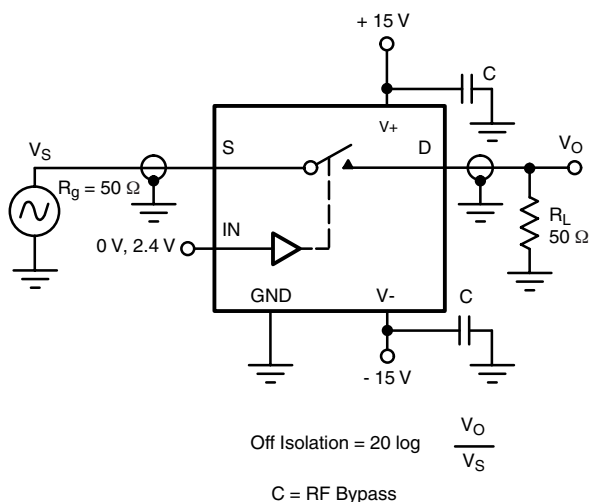 + 15 V
C
V+
S
D
V_S
V_O
R_g = 50 Ω
R_L
50 Ω
IN
0 V, 2.4 V
GND
V-
C
- 15 V
Off Isolation = 20 log V_O / V_S
C = RF Bypass